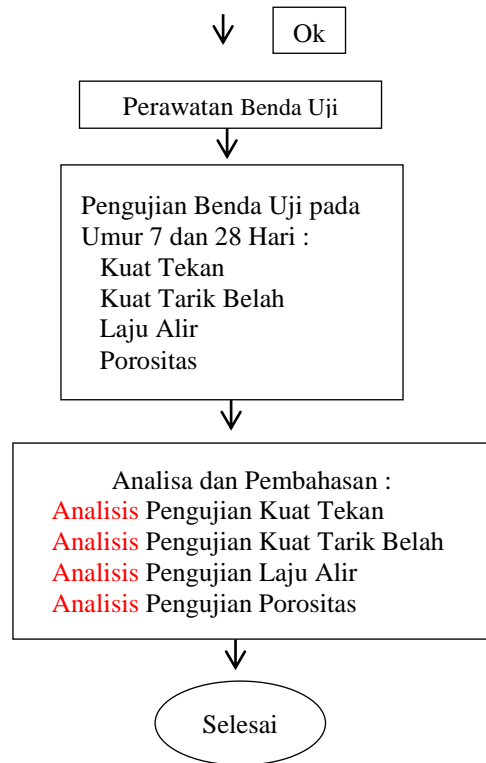 Ok
Perawatan Benda Uji
Pengujian Benda Uji pada
Umur 7 dan 28 Hari :
Kuat Tekan
Kuat Tarik Belah
Laju Alir
Porositas
Analisa dan Pembahasan :
Analisis Pengujian Kuat Tekan
Analisis Pengujian Kuat Tarik Belah
Analisis Pengujian Laju Alir
Analisis Pengujian Porositas
Selesai